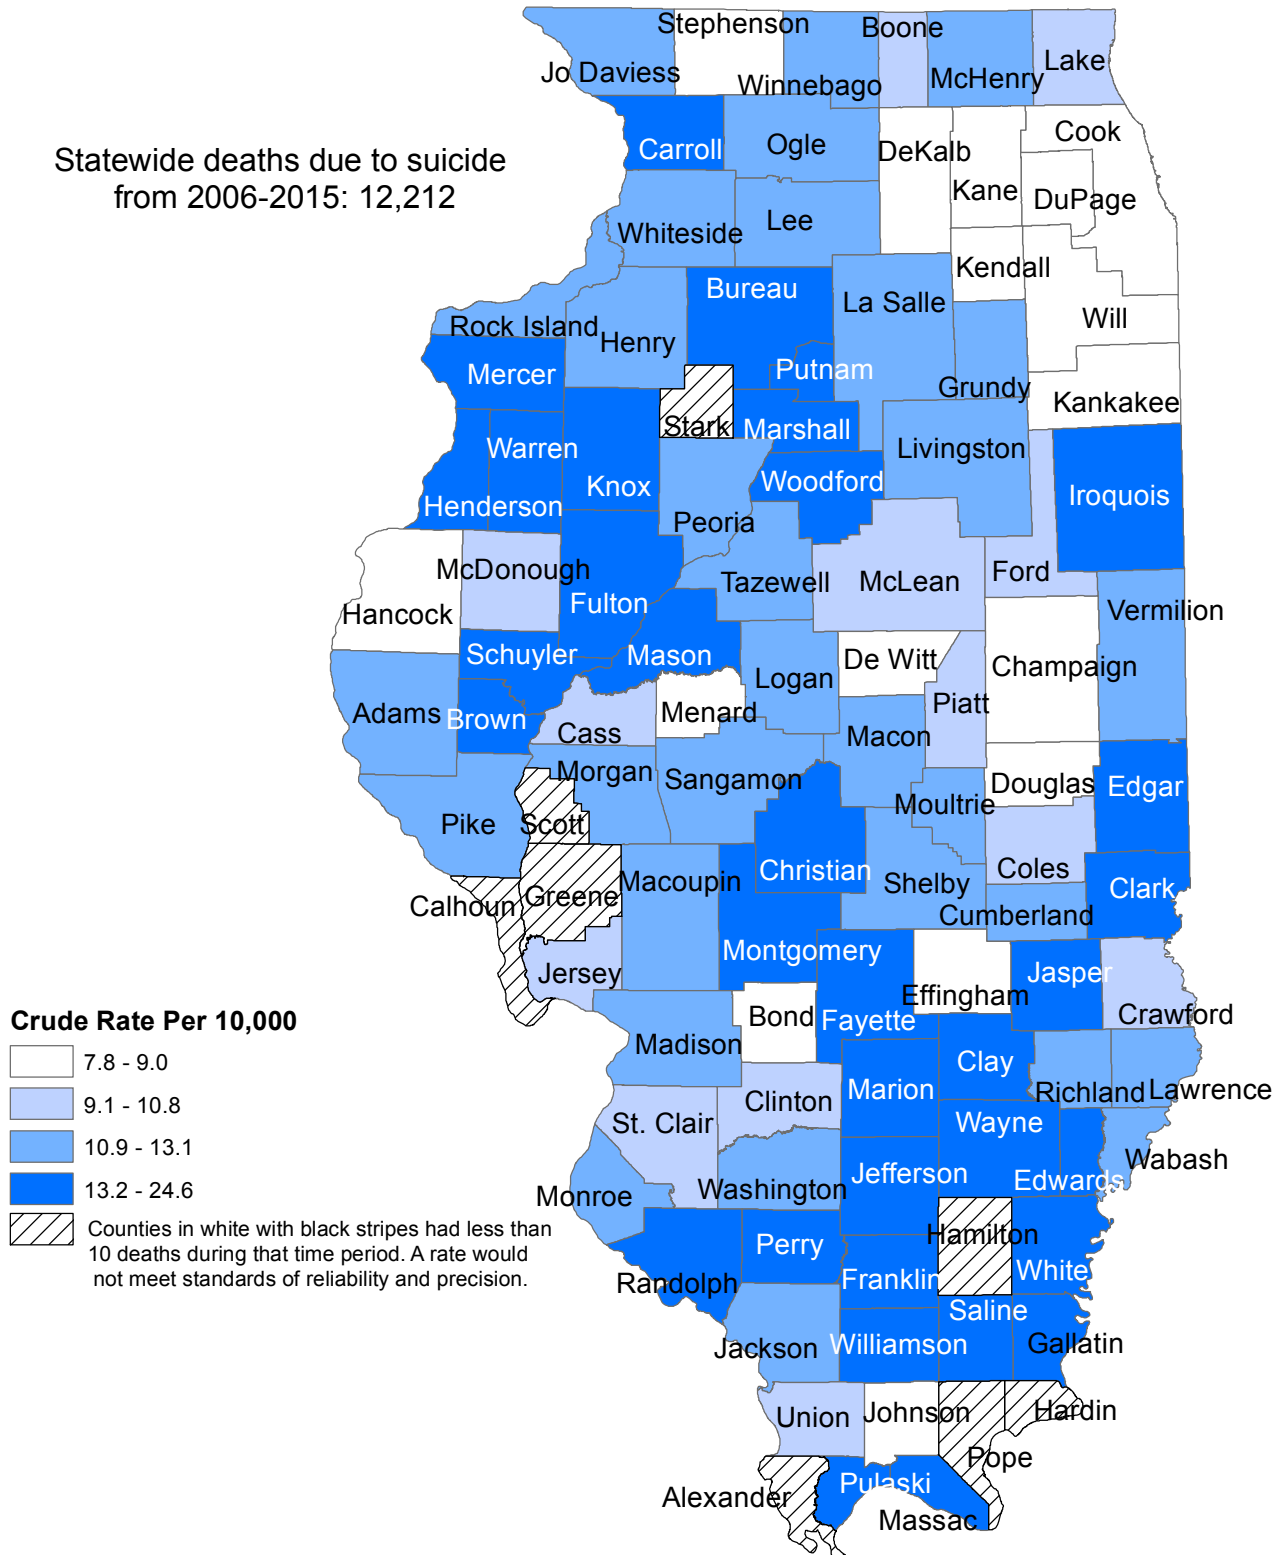 Stephenson
Boone
Jo Daviess
Winnebago
McHenry
Lake
Statewide deaths due to suicide
from 2006-2015: 12,212
Carroll
Ogle
DeKalb
Cook
Kane
DuPage
Whiteside
Lee
Kendall
Bureau
La Salle
Rock Island
Henry
Will
Mercer
Putnam
Grundy
Kankakee
Stark
Marshall
Warren
Livingston
Knox
Woodford
Iroquois
Henderson
Peoria
McDonough
Tazewell
McLean
Ford
Hancock
Fulton
Vermilion
Schuyler
Mason
De Witt
Champaign
Logan
Piatt
Adams
Brown
Menard
Cass
Macon
Morgan
Sangamon
Douglas
Edgar
Moultrie
Pike
Scott
Christian
Coles
Macoupin
Shelby
Clark
Calhoun
Greene
Cumberland
Montgomery
Jersey
Jasper
Effingham
Bond
Fayette
Crawford
Crude Rate Per 10,000
7.8 - 9.0
9.1 - 10.8
10.9 - 13.1
13.2 - 24.6
Counties in white with black stripes had less than
10 deaths during that time period. A rate would
not meet standards of reliability and precision.
Madison
Clay
Marion
Richland
Lawrence
Clinton
St. Clair
Wayne
Wabash
Jefferson
Edwards
Monroe
Washington
Hamilton
Perry
White
Randolph
Franklin
Saline
Jackson
Williamson
Gallatin
Union
Johnson
Hardin
Pope
Pulaski
Alexander
Massac